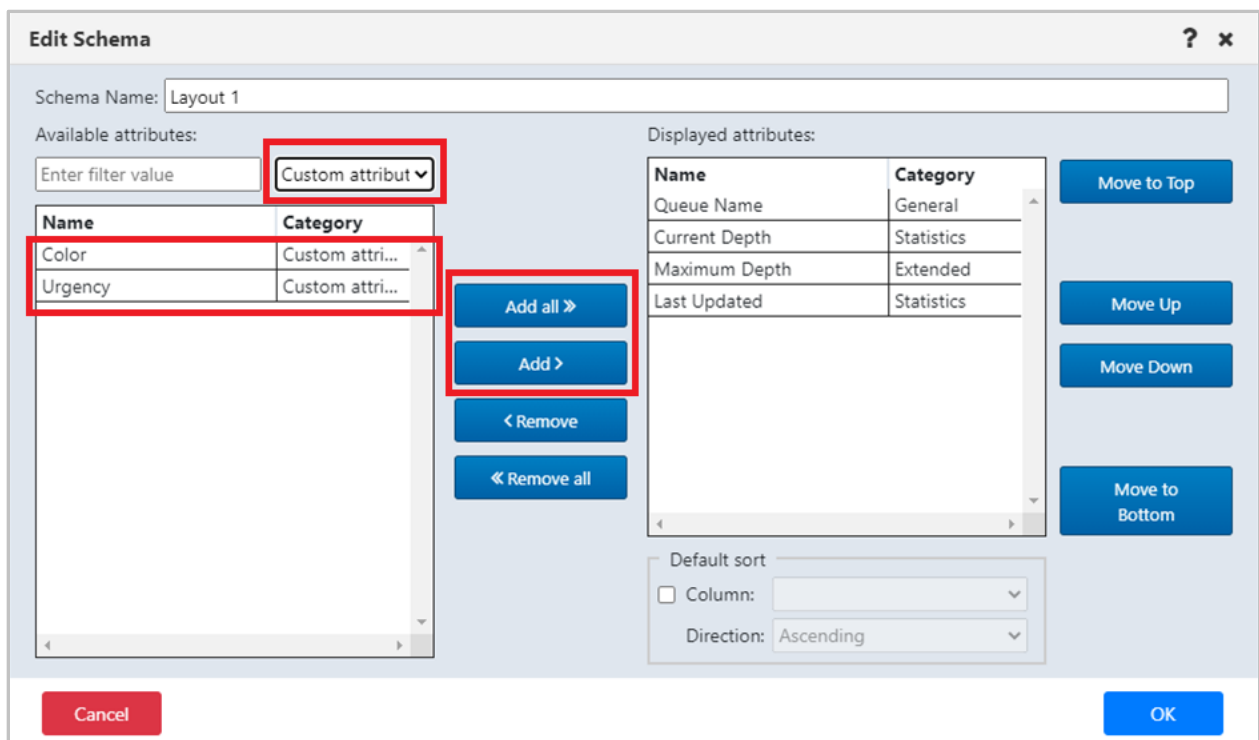 Edit Schema ? ×
Schema Name: Layout 1
Available attributes:
Enter filter value Custom attribut
Name Category
Color Custom attri...
Urgency Custom attri...
Add all »
Add >
< Remove
« Remove all
Displayed attributes:
Name Category
Queue Name General
Current Depth Statistics
Maximum Depth Extended
Last Updated Statistics
Move to Top
Move Up
Move Down
Move to
Bottom
Default sort
Column:
Direction: Ascending
Cancel OK